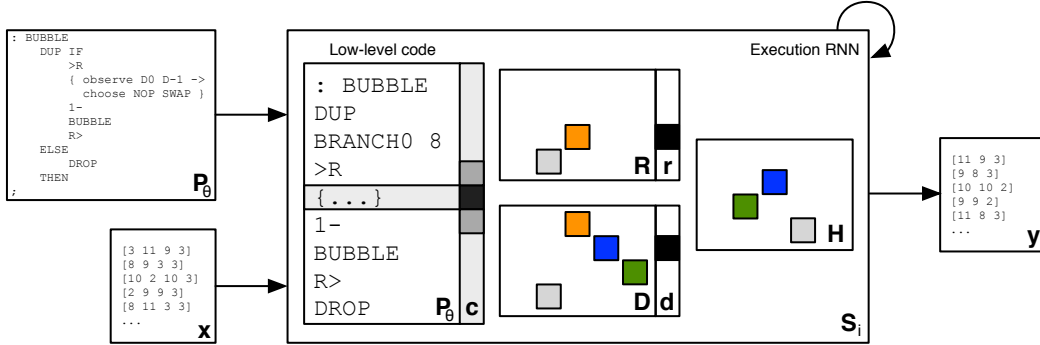 : BUBBLE
DUP IF
>R
{ observe D0 D-1 ->
choose NOP SWAP }
1-
BUBBLE
R>
ELSE
DROP
THEN
;
Pθ
[3 11 9 3]
[8 9 3 3]
[10 2 10 3]
[2 9 9 3]
[8 11 3 3]
...
x
Low-level code
Execution RNN
: BUBBLE
DUP
BRANCH0 8
>R
{...}
1-
BUBBLE
R>
DROP
Pθ
c
R
r
D
d
H
Si
[11 9 3]
[9 8 3]
[10 10 2]
[9 9 2]
[11 8 3]
...
y